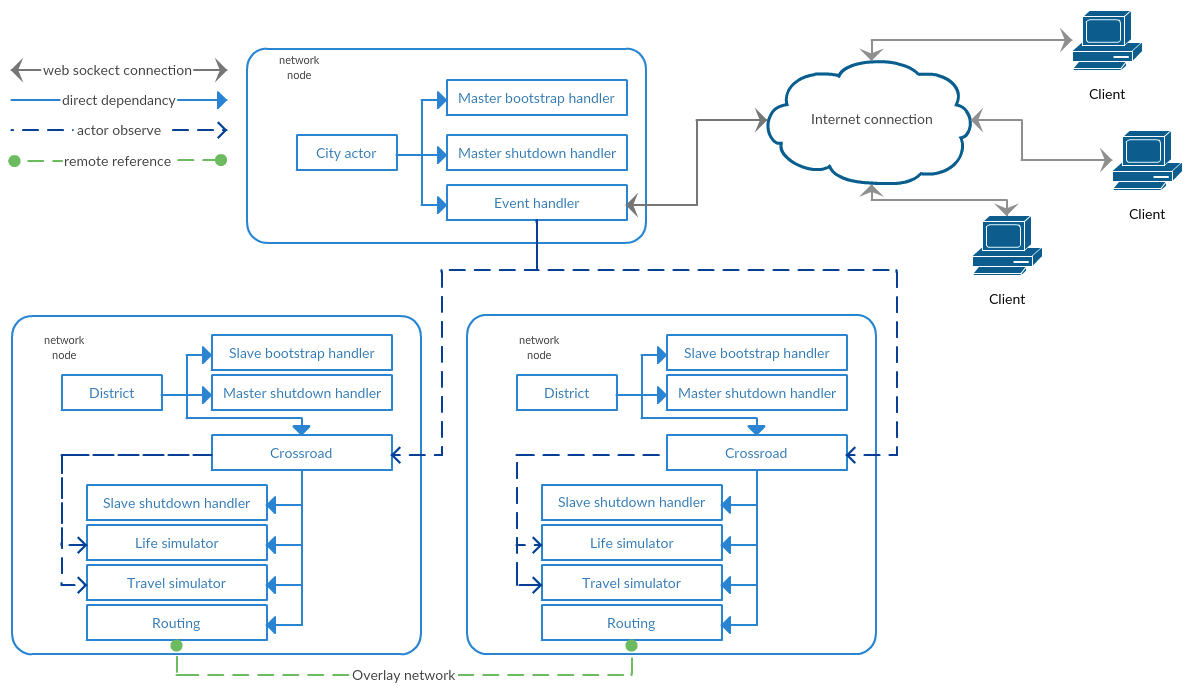 web sockect connection
direct dependancy
actor observe
remote reference
network
node
Master bootstrap handler
City actor
Master shutdown handler
Event handler
Internet connection
Client
Client
Client
network
node
Slave bootstrap handler
District
Master shutdown handler
Crossroad
Slave shutdown handler
Life simulator
Travel simulator
Routing
network
node
Slave bootstrap handler
District
Master shutdown handler
Crossroad
Slave shutdown handler
Life simulator
Travel simulator
Routing
Overlay network